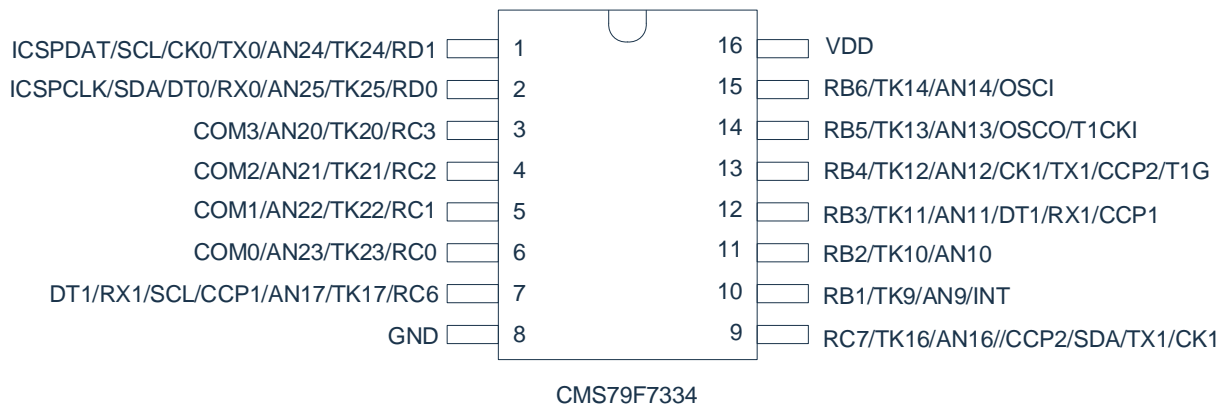 ICSPDAT/SCL/CK0/TX0/AN24/TK24/RD1 1 16 VDD
ICSPCLK/SDA/DT0/RX0/AN25/TK25/RD0 2 15 RB6/TK14/AN14/OSCI
COM3/AN20/TK20/RC3 3 14 RB5/TK13/AN13/OSCO/T1CKI
COM2/AN21/TK21/RC2 4 13 RB4/TK12/AN12/CK1/TX1/CCP2/T1G
COM1/AN22/TK22/RC1 5 12 RB3/TK11/AN11/DT1/RX1/CCP1
COM0/AN23/TK23/RC0 6 11 RB2/TK10/AN10
DT1/RX1/SCL/CCP1/AN17/TK17/RC6 7 10 RB1/TK9/AN9/INT
GND 8 9 RC7/TK16/AN16//CCP2/SDA/TX1/CK1
CMS79F7334